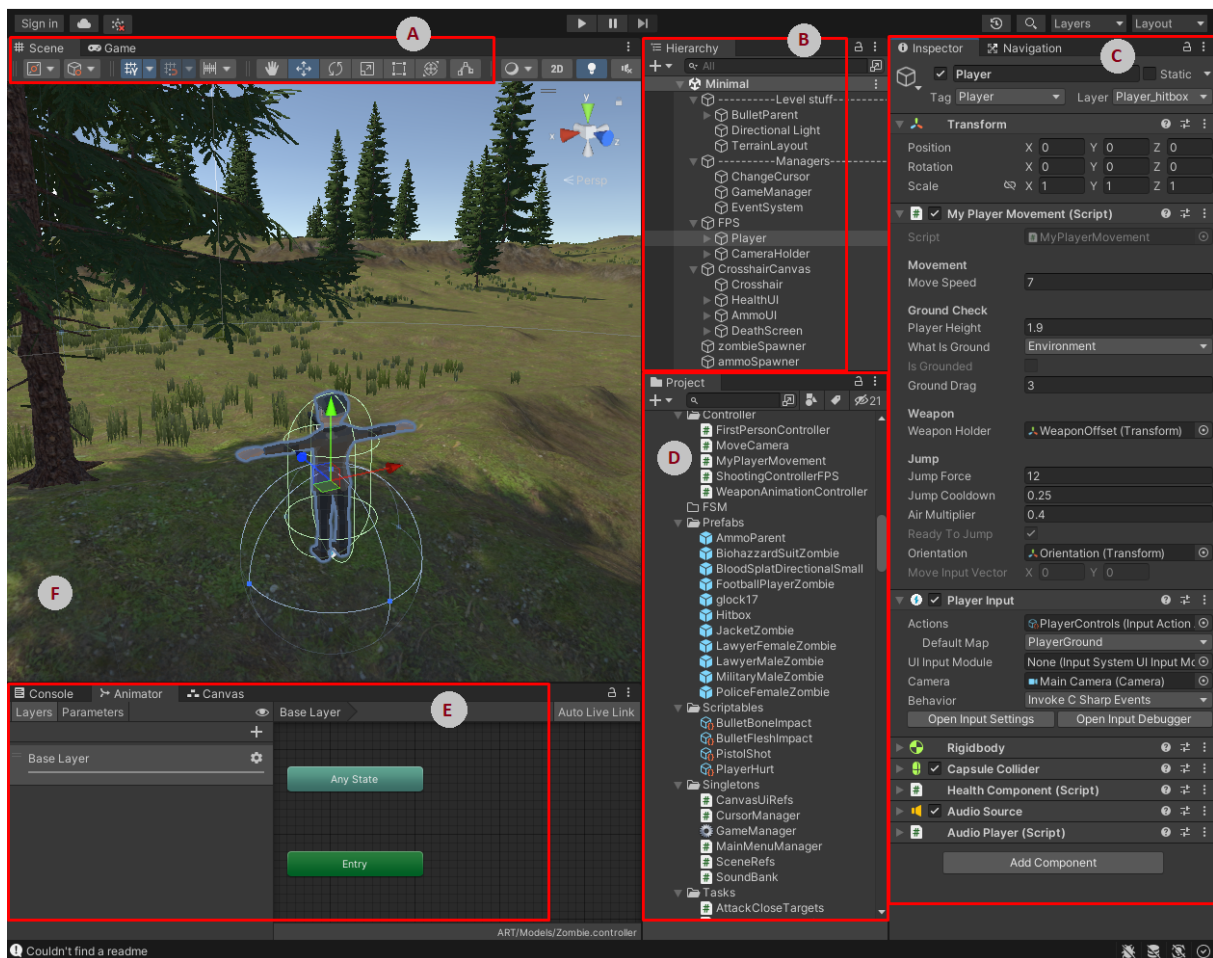 Sign in
Layers
Layout
A
Scene
Game
2D
Persp
y
x
z
F
B
Hierarchy
All
Minimal
----------Level stuff------
BulletParent
Directional Light
TerrainLayout
----------Managers----------
ChangeCursor
GameManager
EventSystem
FPS
Player
CameraHolder
CrosshairCanvas
Crosshair
HealthUI
AmmoUI
DeathScreen
zombieSpawner
ammoSpawner
Project
21
D
Controller
FirstPersonController
MoveCamera
MyPlayerMovement
ShootingControllerFPS
WeaponAnimationController
FSM
Prefabs
AmmoParent
BiohazzardSuitZombie
BloodSplatDirectionalSmall
FootballPlayerZombie
glock17
Hitbox
JacketZombie
LawyerFemaleZombie
LawyerMaleZombie
MilitaryMaleZombie
PoliceFemaleZombie
Scriptables
BulletBoneImpact
BulletFleshImpact
PistolShot
PlayerHurt
Singletons
CanvasUiRefs
CursorManager
GameManager
MainMenuManager
SceneRefs
SoundBank
Tasks
AttackCloseTargets
Inspector
Navigation
C
Player
Static
Tag Player
Layer Player_hitbox
Transform
Position X 0 Y 0 Z 0
Rotation X 0 Y 0 Z 0
Scale X 1 Y 1 Z 1
My Player Movement (Script)
Script MyPlayerMovement
Movement
Move Speed 7
Ground Check
Player Height 1.9
What Is Ground Environment
Is Grounded
Ground Drag 3
Weapon
Weapon Holder WeaponOffset (Transform)
Jump
Jump Force 12
Jump Cooldown 0.25
Air Multiplier 0.4
Ready To Jump
Orientation Orientation (Transform)
Move Input Vector X 0 Y 0
Player Input
Actions PlayerControls (Input Action
Default Map PlayerGround
UI Input Module None (Input System UI Input Mo
Camera Main Camera (Camera)
Behavior Invoke C Sharp Events
Open Input Settings
Open Input Debugger
Rigidbody
Capsule Collider
Health Component (Script)
Audio Source
Audio Player (Script)
Add Component
Console
Animator
Canvas
Layers Parameters
Base Layer
E
Auto Live Link
Base Layer
Any State
Entry
ART/Models/Zombie.controller
Couldn't find a readme